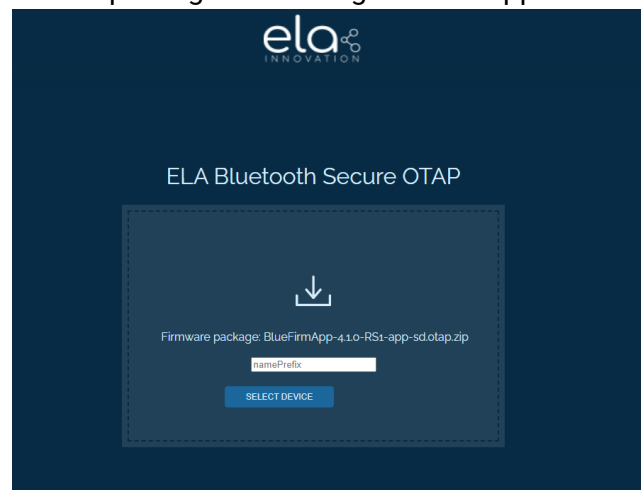 ela
INNOVATION
ELA Bluetooth Secure OTAP
Firmware package: BlueFirmApp-4.1.0-RS1-app-sd.otap.zip
namePrefix
SELECT DEVICE